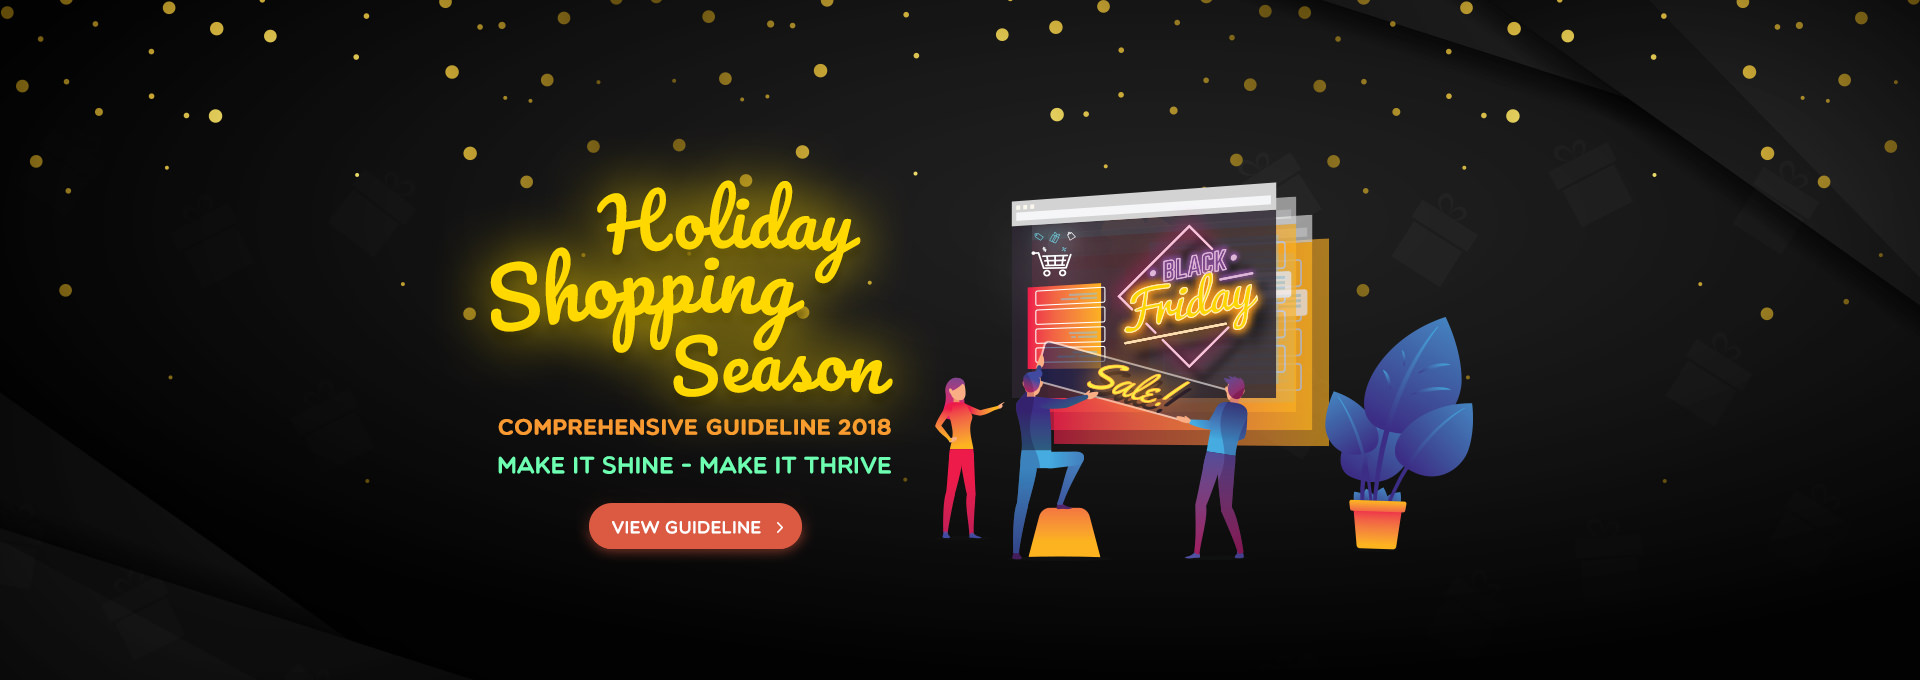 Holiday
Shopping
Season
COMPREHENSIVE GUIDELINE 2018
MAKE IT SHINE - MAKE IT THRIVE
VIEW GUIDELINE
BLACK
Friday
Sale!